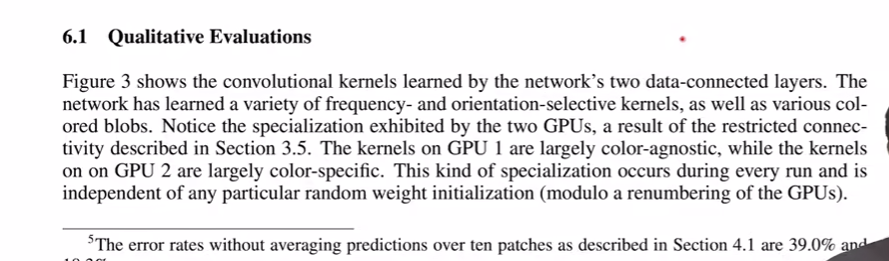 6.1 Qualitative Evaluations
Figure 3 shows the convolutional kernels learned by the network's two data-connected layers. The
network has learned a variety of frequency- and orientation-selective kernels, as well as various col-
ored blobs. Notice the specialization exhibited by the two GPUs, a result of the restricted connec-
tivity described in Section 3.5. The kernels on GPU 1 are largely color-agnostic, while the kernels
on on GPU 2 are largely color-specific. This kind of specialization occurs during every run and is
independent of any particular random weight initialization (modulo a renumbering of the GPUs).
5The error rates without averaging predictions over ten patches as described in Section 4.1 are 39.0% and